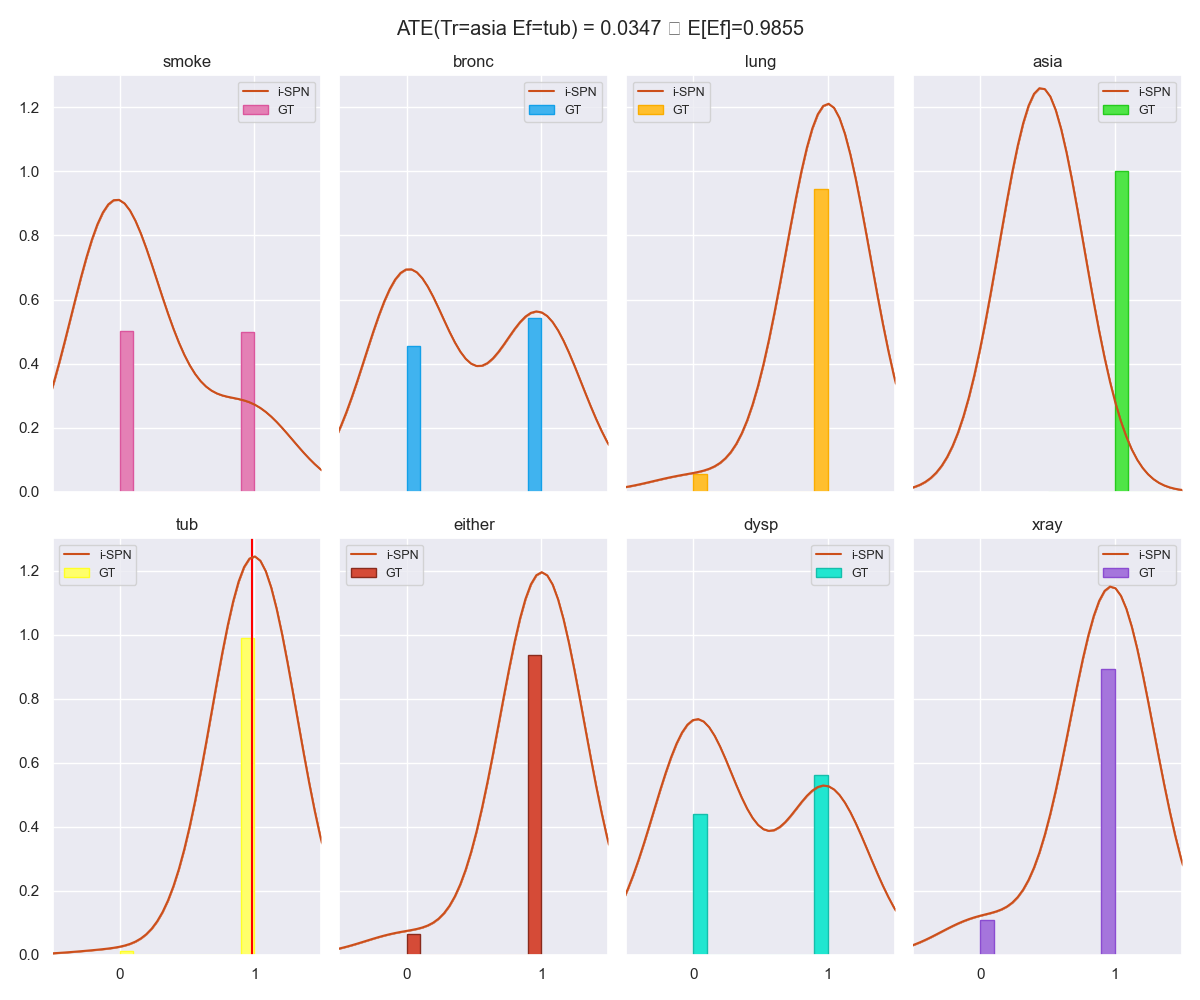 ATE(Tr=asia Ef=tub) = 0.0347 ▯ E[Ef]=0.9855
smoke bronc lung asia
i-SPN i-SPN i-SPN i-SPN
GT GT GT GT
1.2
1.0
0.8
0.6
0.4
0.2
0.0
tub either dysp xray
i-SPN i-SPN i-SPN i-SPN
GT GT GT GT
1.2
1.0
0.8
0.6
0.4
0.2
0.0
0 1 0 1 0 1 0 1